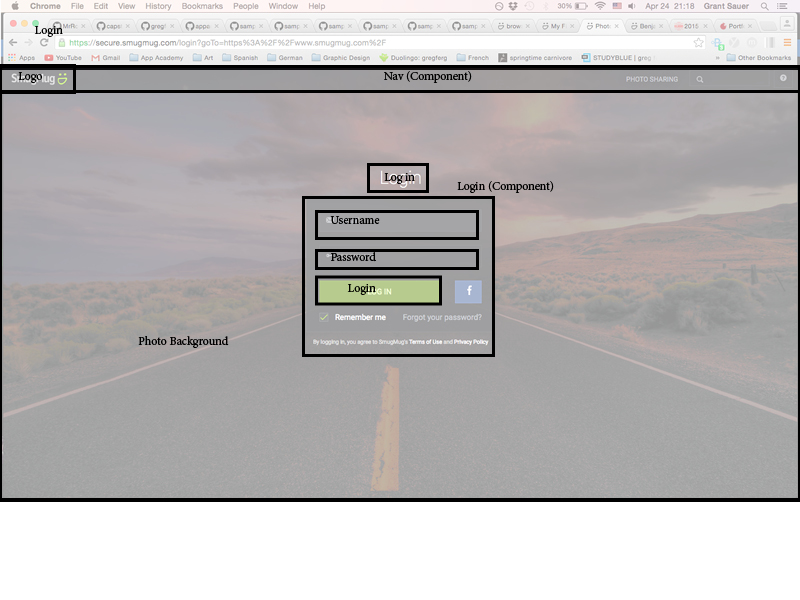 Chrome File Edit View History Bookmarks People Window Help 30% Apr 24 21:18 Grant Sauer
Login
https://secure.smugmug.com/login?goTo=https%3A%2F%2Fwww.smugmug.com%2F
Apps YouTube Gmail App Academy Art Spanish German Graphic Design Duolingo: gregferg French springtime carnivore STUDYBLUE | greg » Other Bookmarks
Logo
Nav (Component)
PHOTO SHARING
Login
Log in
Login (Component)
Username
Password
Login
LOG IN
f
Remember me Forgot your password?
By logging in, you agree to SmugMug's Terms of Use and Privacy Policy
Photo Background